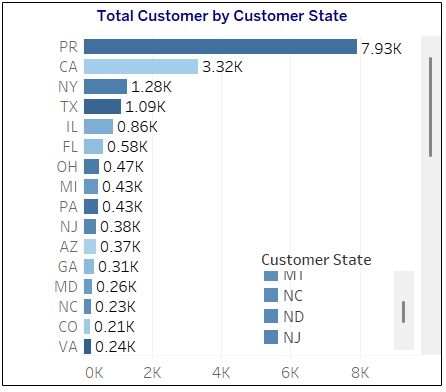 Total Customer by Customer State
PR 7.93K
CA 3.32K
NY 1.28K
TX 1.09K
IL 0.86K
FL 0.58K
OH 0.47K
MI 0.43K
PA 0.43K
NJ 0.38K
AZ 0.37K
GA 0.31K
MD 0.26K
NC 0.23K
CO 0.21K
VA 0.24K
Customer State
MT
NC
ND
NJ
0K 2K 4K 6K 8K